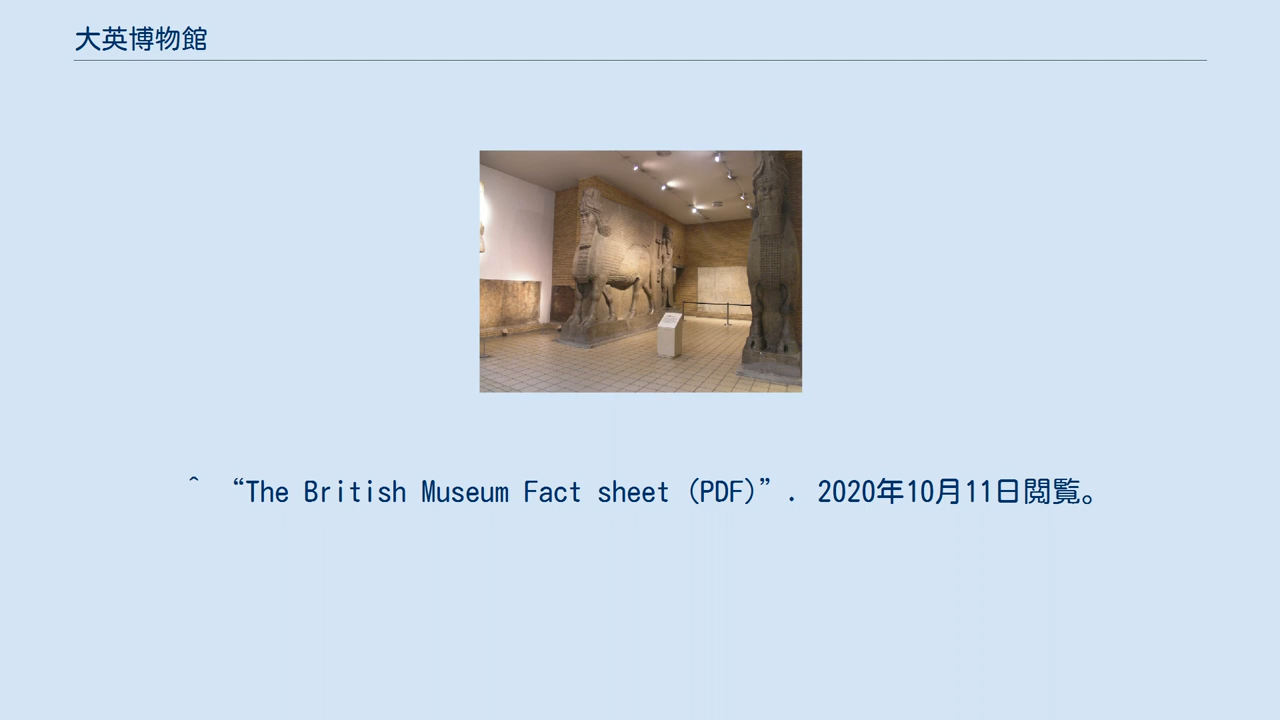 大英博物館
^ “The British Museum Fact sheet (PDF)”. 2020年10月11日閲覧。